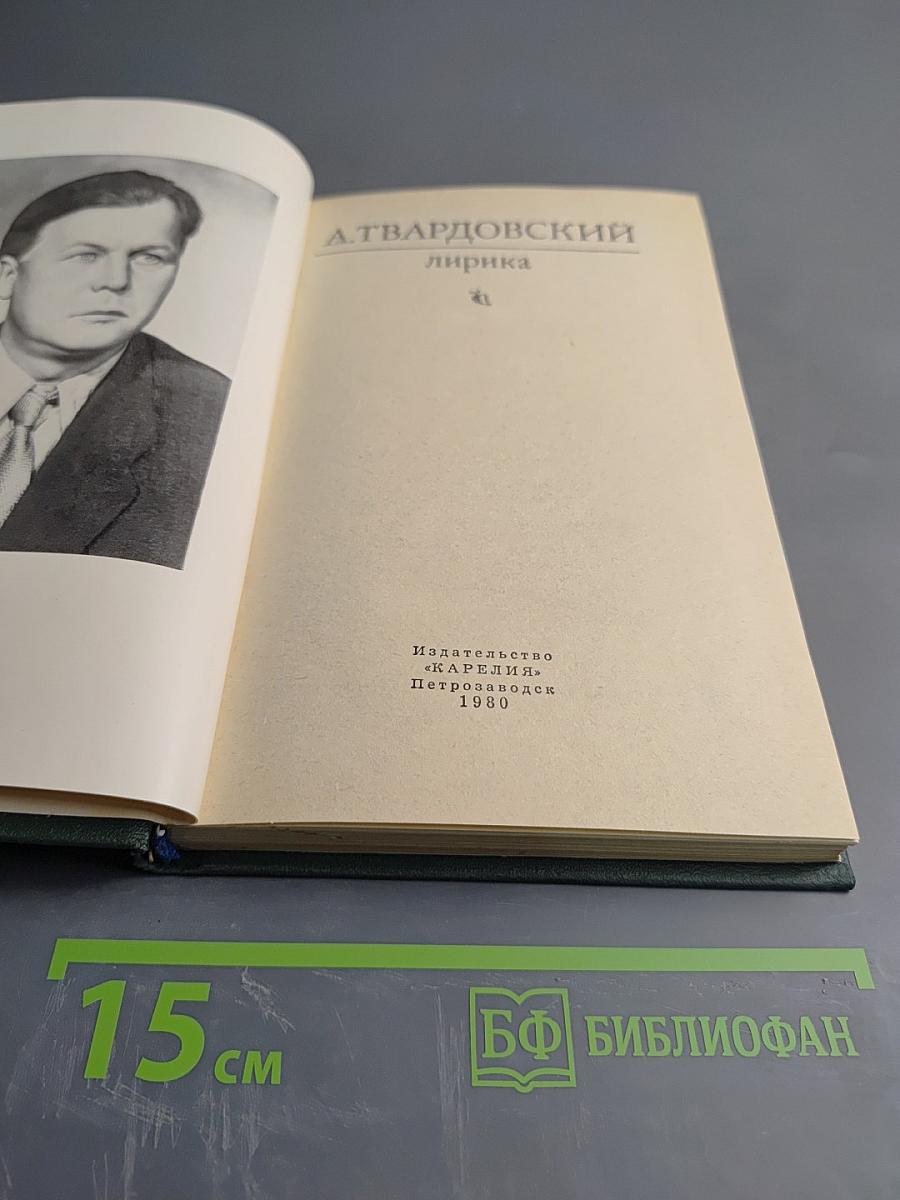 А.ТВАРДОВСКИЙ
лирика
Издательство
«КАРЕЛИЯ»
Петрозаводск
1980
15 см
БФ БИБЛИОФАН